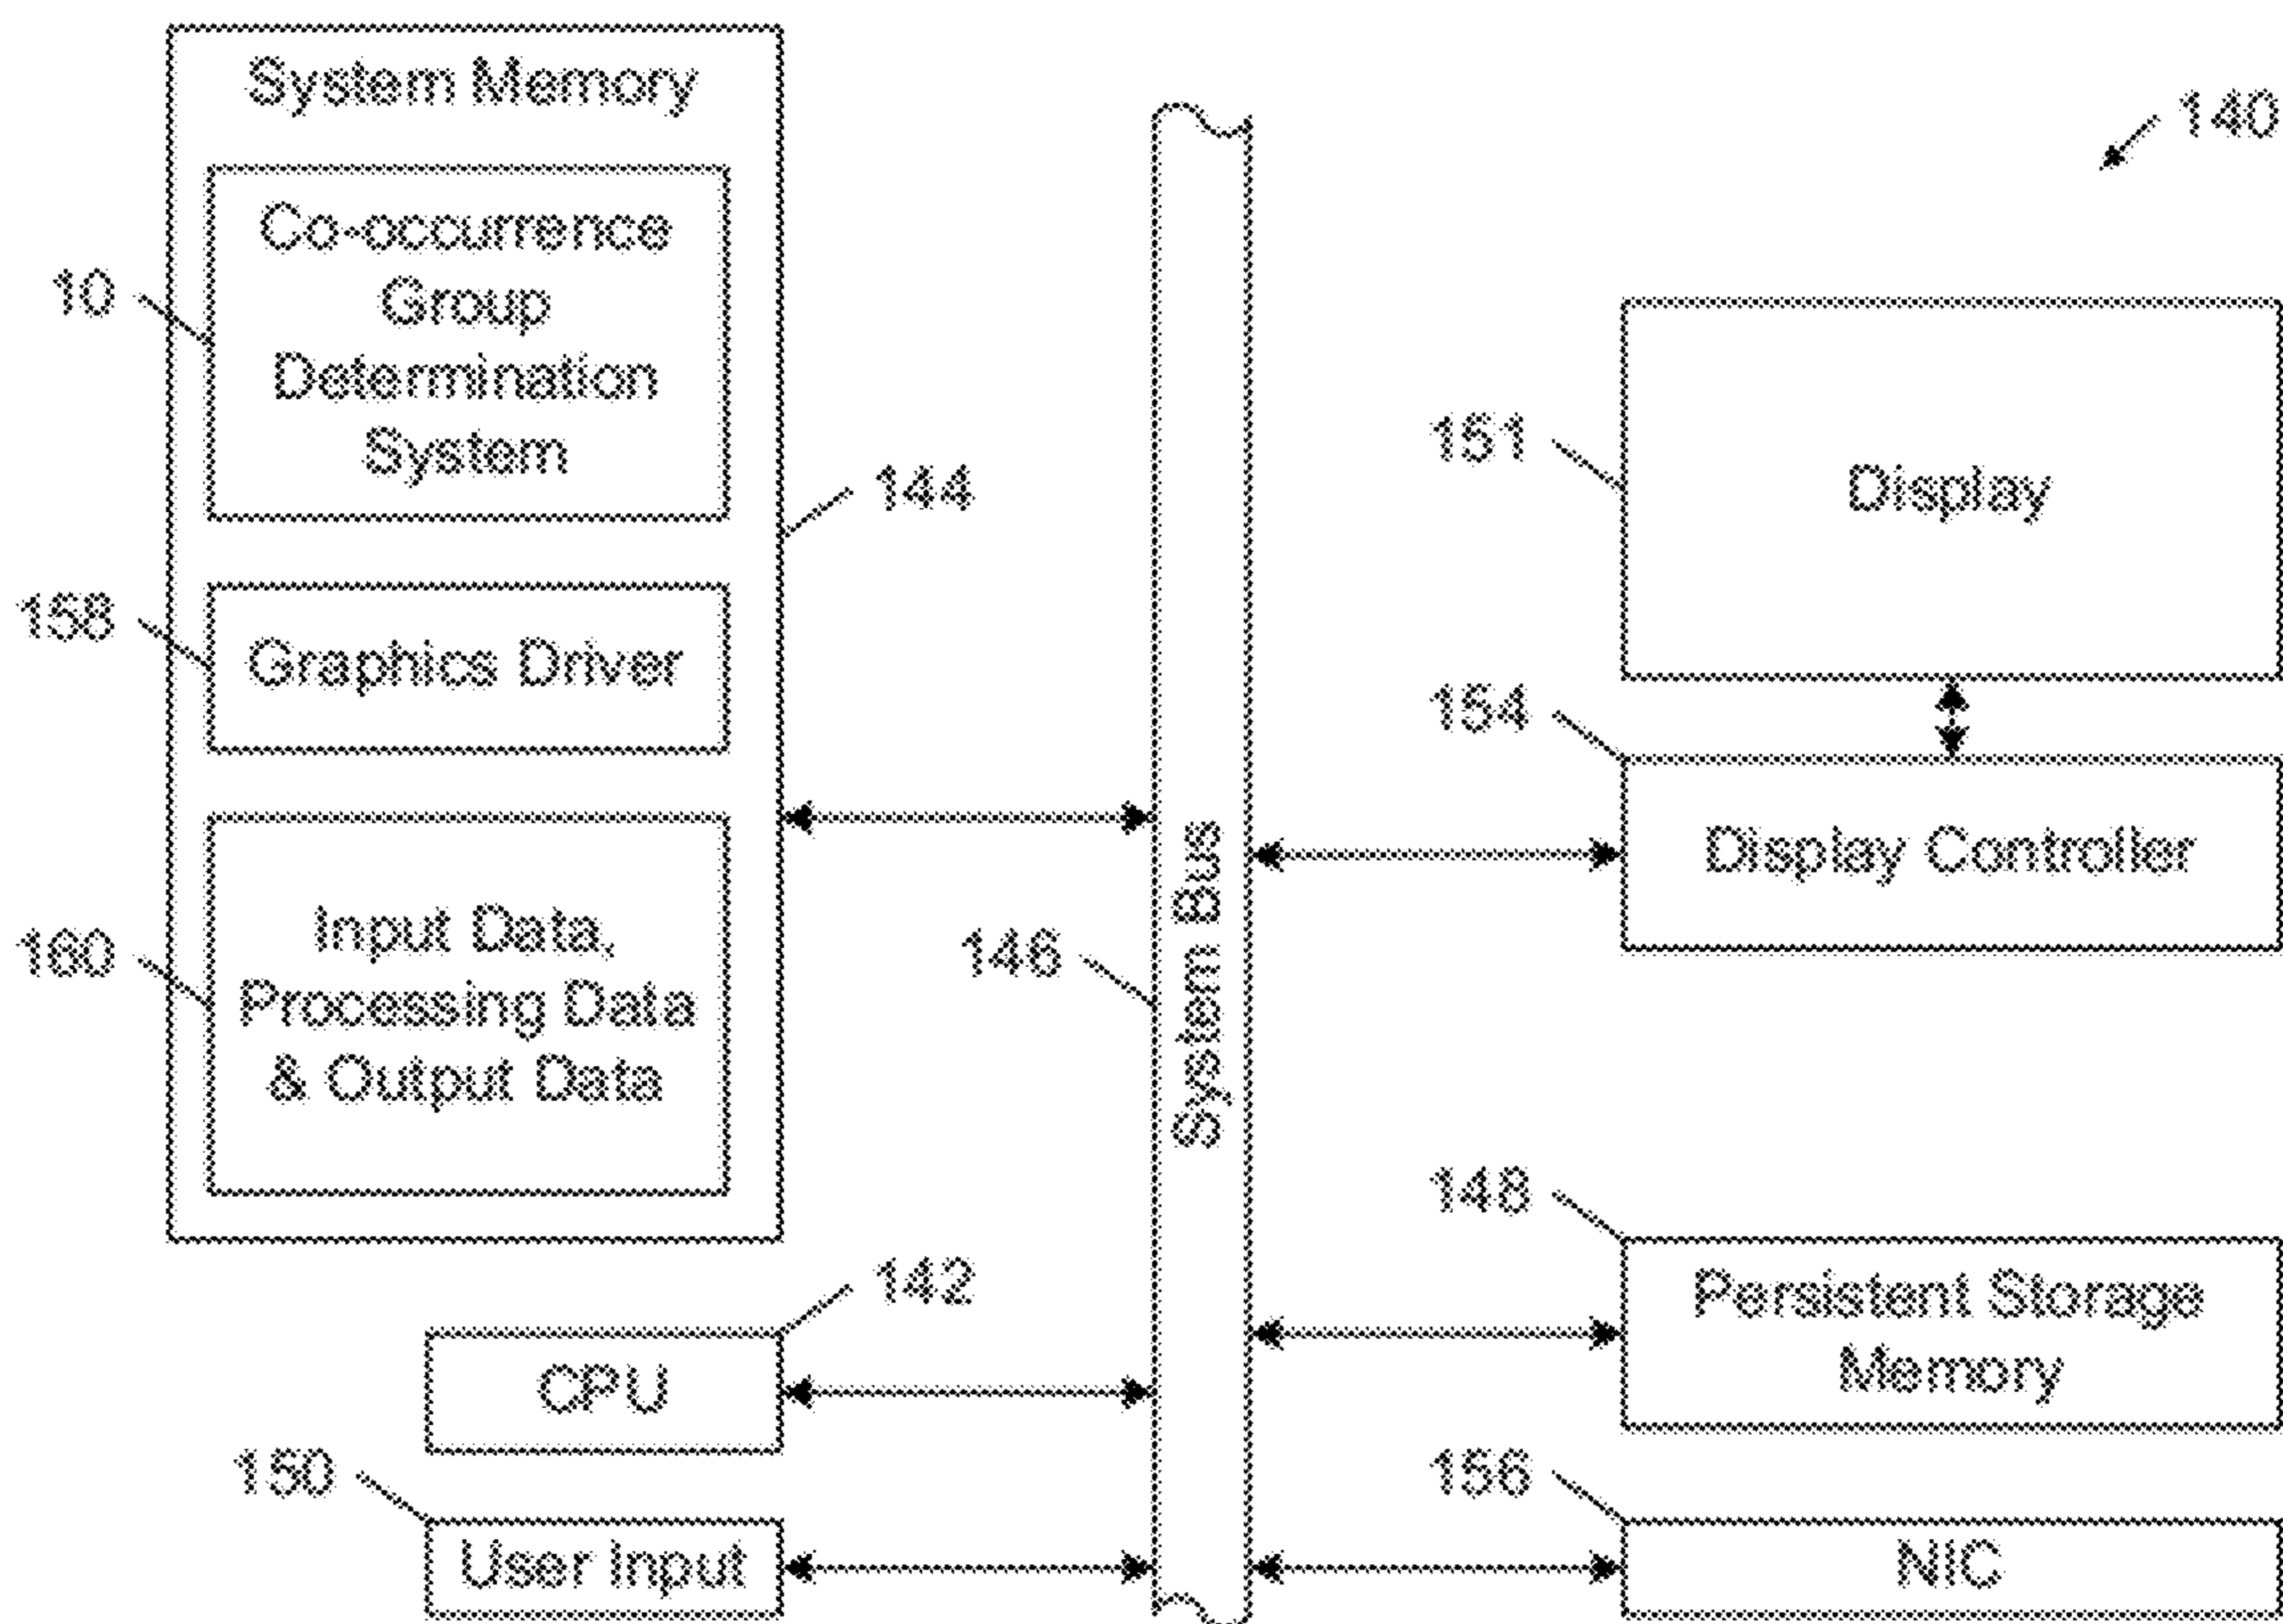 System Memory
140
Co-occurrence
Group
Determination
System
10
144
151
Display
158
Graphics Driver
154
Display Controller
160
Input Data,
Processing Data
& Output Data
146
System Bus
148
Persistent Storage
Memory
142
CPU
150
User Input
156
NIC